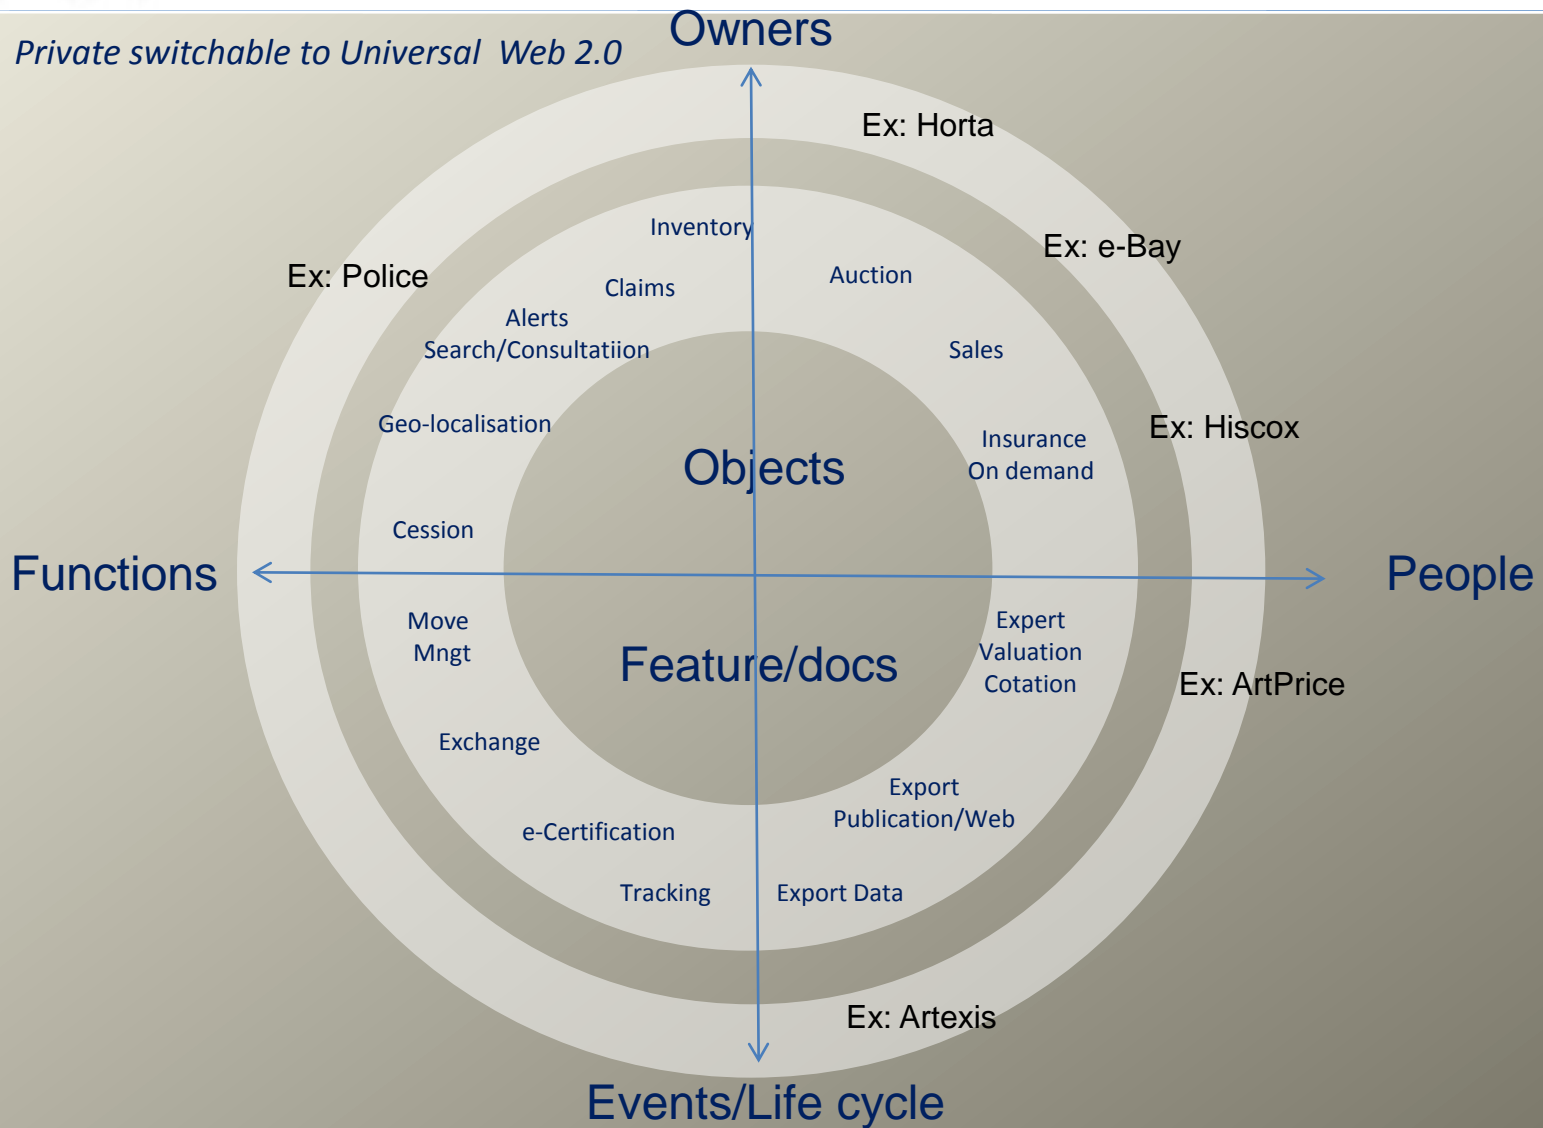 Owners
Private switchable to Universal  Web 2.0
Ex: Horta
Inventory
Ex: e-Bay
Ex: Police
Auction
Claims
Alerts
Search/Consultatiion
Sales
Geo-localisation
Ex: Hiscox
Insurance
On demand
Objects
Cession
Functions
People
Move
Mngt
Expert
Valuation
Cotation
Feature/docs
Ex: ArtPrice
Exchange
Export
Publication/Web
e-Certification
Tracking
Export Data
Ex: Artexis
Events/Life cycle